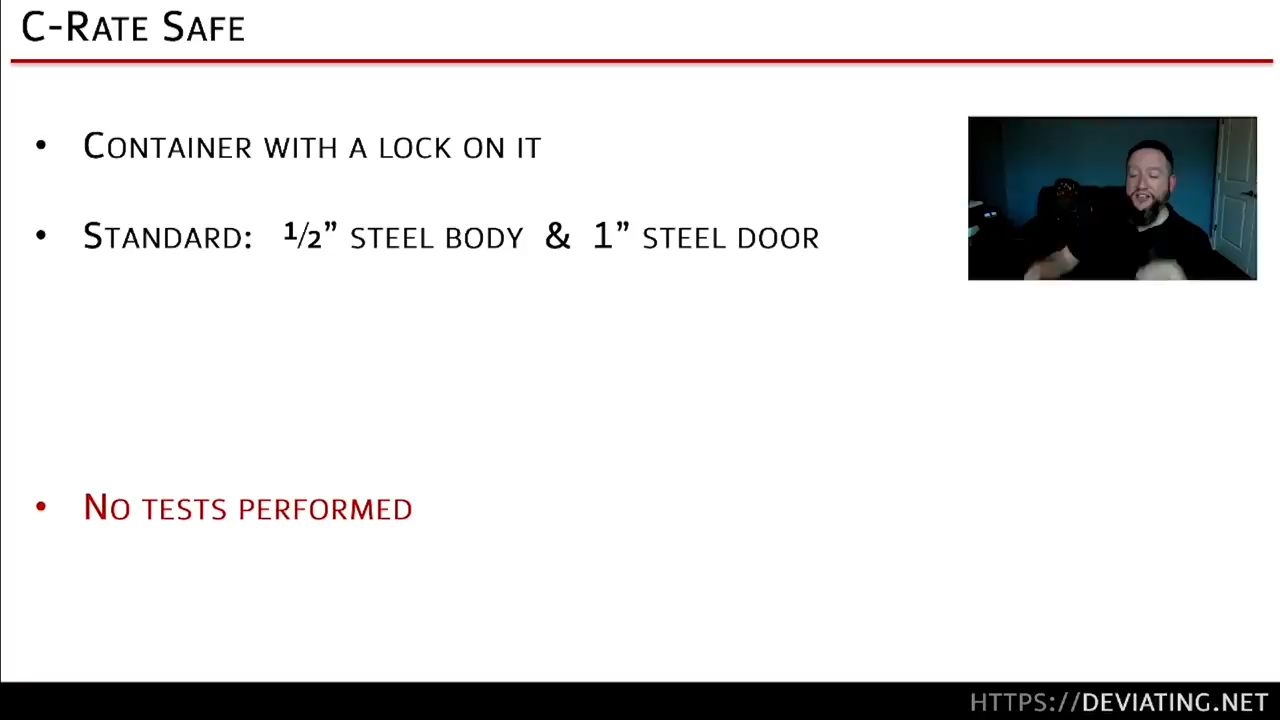 C-Rate Safe
• Container with a lock on it
• Standard: ½” steel body & 1” steel door
• No tests performed
https://deviating.net